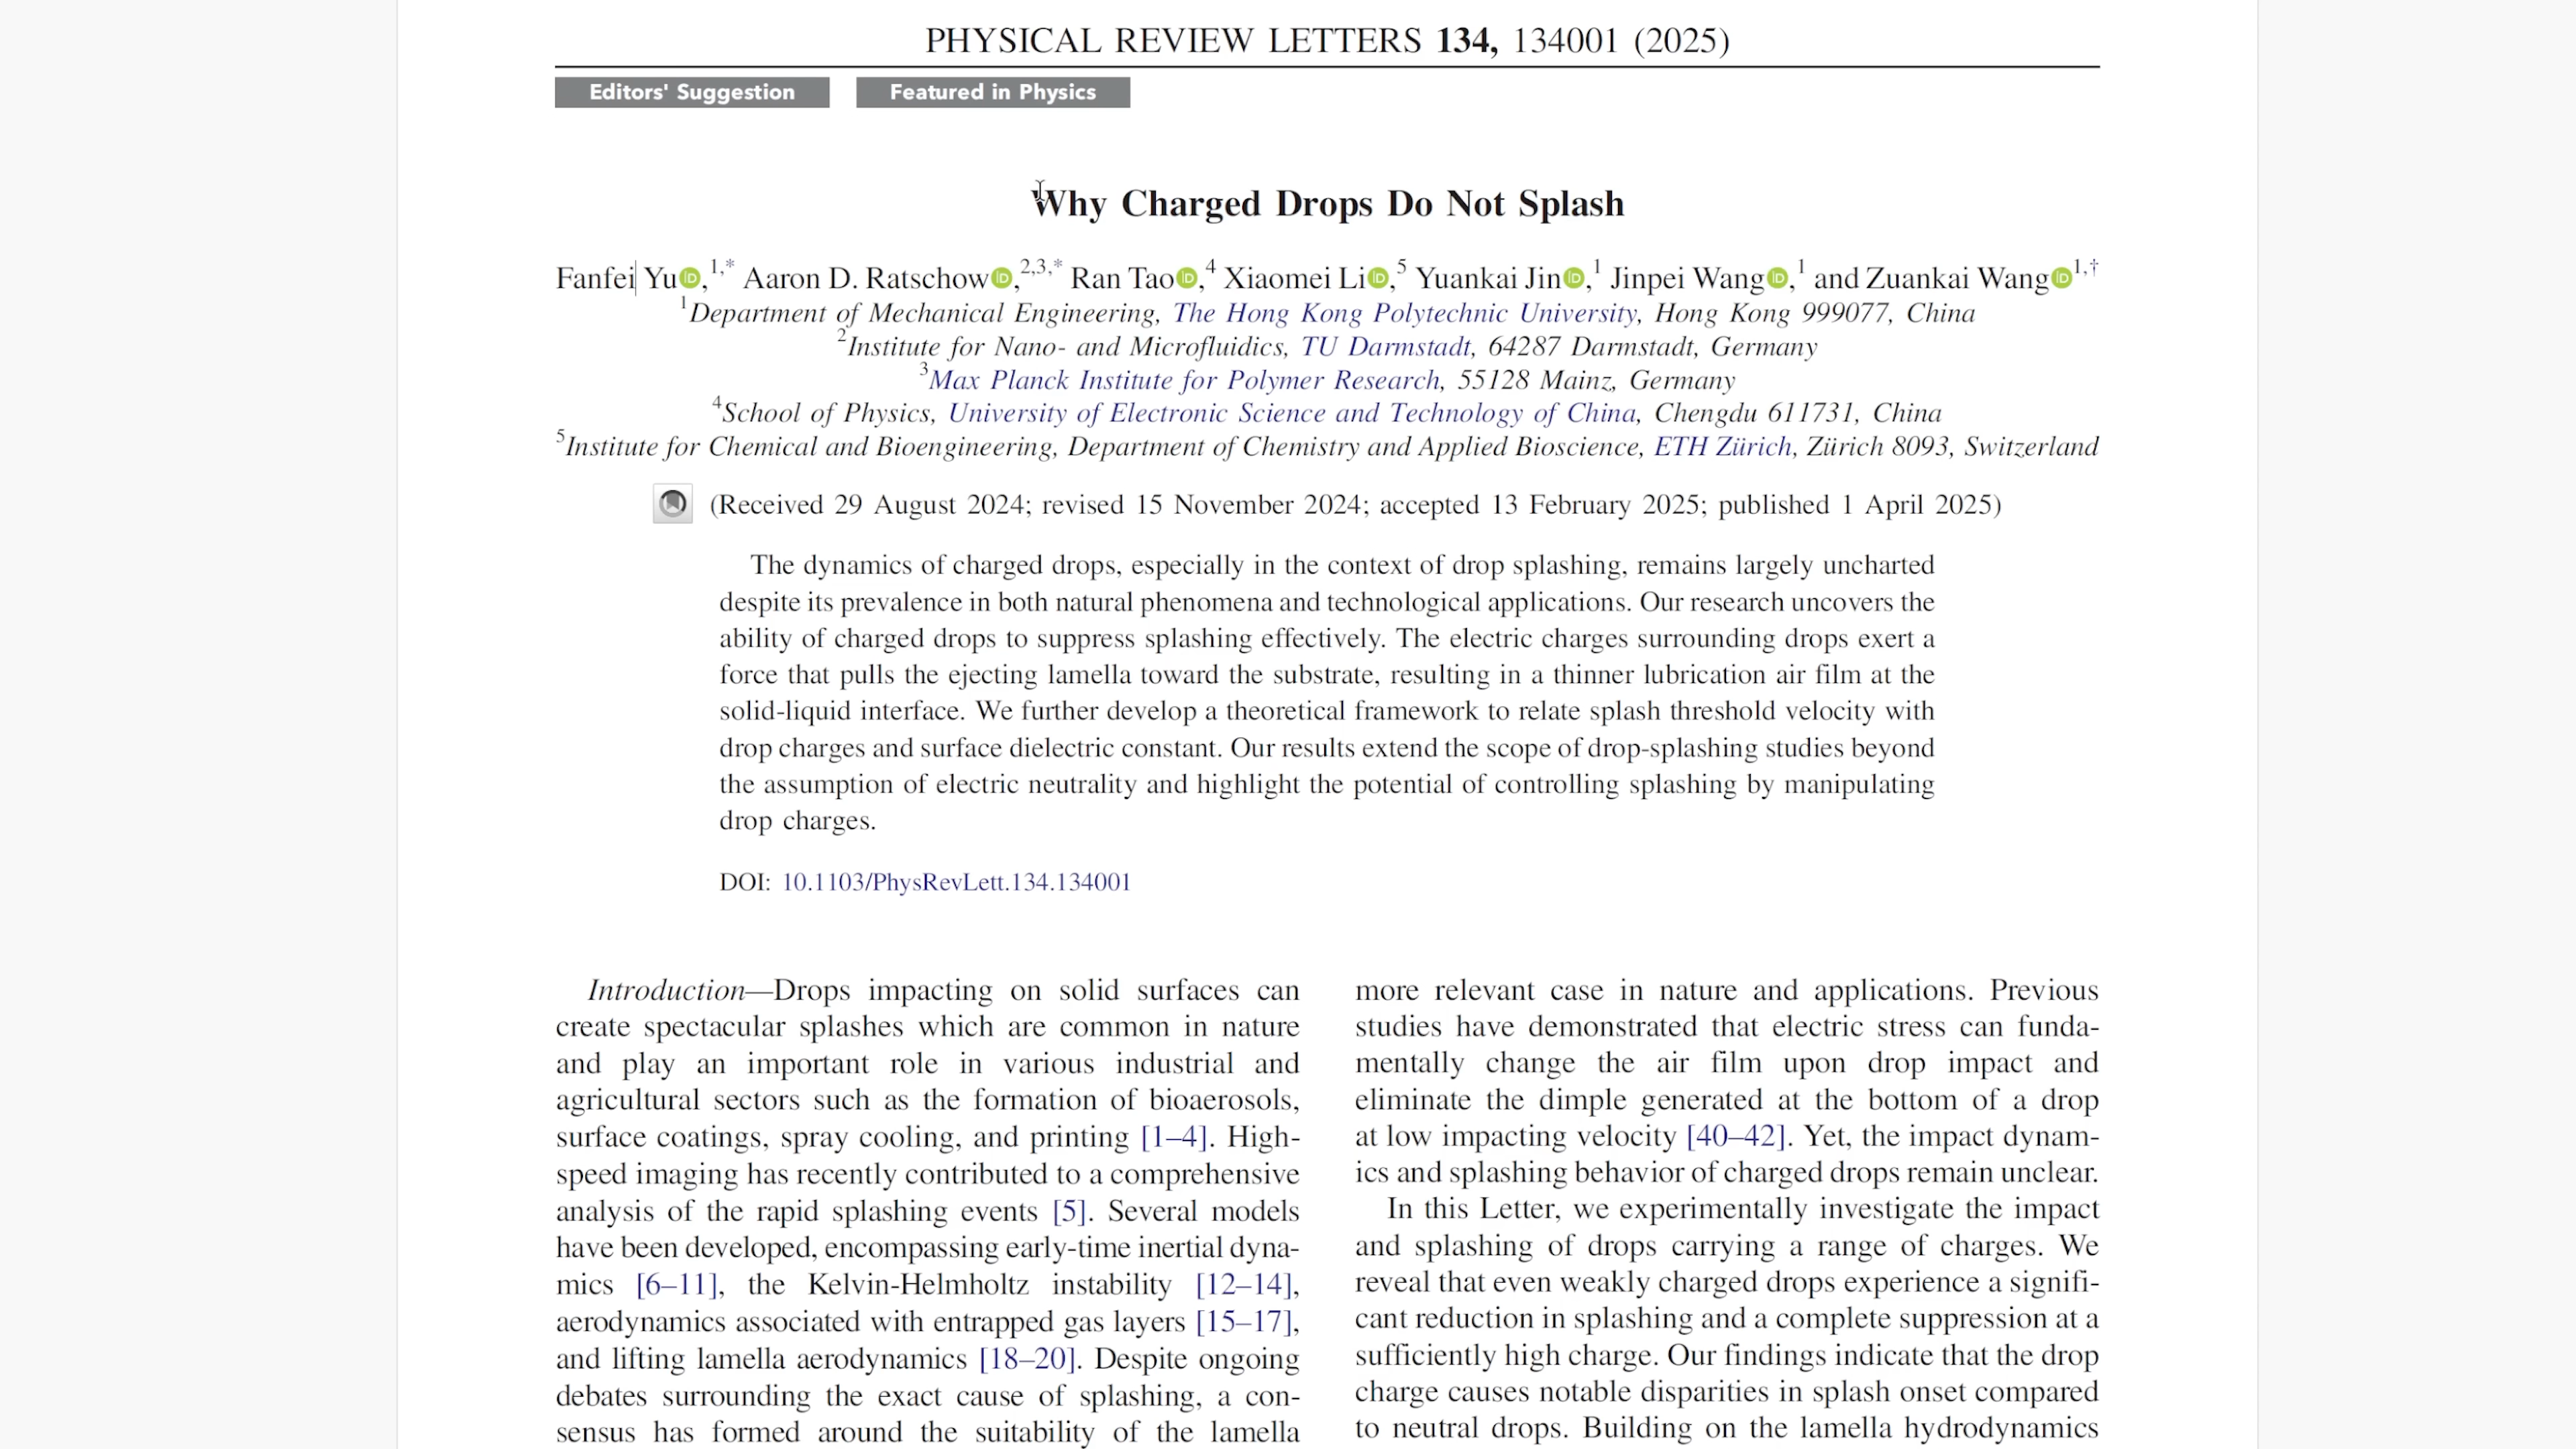 PHYSICAL REVIEW LETTERS 134, 134001 (2025)
Editors' Suggestion
Featured in Physics
Why Charged Drops Do Not Splash
Fanfei Yu iD,1,* Aaron D. Ratschow iD,2,3,* Ran Tao iD,4 Xiaomei Li iD,5 Yuankai Jin iD,1 Jinpei Wang iD,1 and Zuankai Wang iD1,†
1Department of Mechanical Engineering, The Hong Kong Polytechnic University, Hong Kong 999077, China
2Institute for Nano- and Microfluidics, TU Darmstadt, 64287 Darmstadt, Germany
3Max Planck Institute for Polymer Research, 55128 Mainz, Germany
4School of Physics, University of Electronic Science and Technology of China, Chengdu 611731, China
5Institute for Chemical and Bioengineering, Department of Chemistry and Applied Bioscience, ETH Zürich, Zürich 8093, Switzerland
(Received 29 August 2024; revised 15 November 2024; accepted 13 February 2025; published 1 April 2025)
The dynamics of charged drops, especially in the context of drop splashing, remains largely uncharted
despite its prevalence in both natural phenomena and technological applications. Our research uncovers the
ability of charged drops to suppress splashing effectively. The electric charges surrounding drops exert a
force that pulls the ejecting lamella toward the substrate, resulting in a thinner lubrication air film at the
solid-liquid interface. We further develop a theoretical framework to relate splash threshold velocity with
drop charges and surface dielectric constant. Our results extend the scope of drop-splashing studies beyond
the assumption of electric neutrality and highlight the potential of controlling splashing by manipulating
drop charges.
DOI: 10.1103/PhysRevLett.134.134001
Introduction—Drops impacting on solid surfaces can
create spectacular splashes which are common in nature
and play an important role in various industrial and
agricultural sectors such as the formation of bioaerosols,
surface coatings, spray cooling, and printing [1–4]. High-
speed imaging has recently contributed to a comprehensive
analysis of the rapid splashing events [5]. Several models
have been developed, encompassing early-time inertial dyna-
mics [6–11], the Kelvin-Helmholtz instability [12–14],
aerodynamics associated with entrapped gas layers [15–17],
and lifting lamella aerodynamics [18–20]. Despite ongoing
debates surrounding the exact cause of splashing, a con-
sensus has formed around the suitability of the lamella
more relevant case in nature and applications. Previous
studies have demonstrated that electric stress can funda-
mentally change the air film upon drop impact and
eliminate the dimple generated at the bottom of a drop
at low impacting velocity [40–42]. Yet, the impact dynam-
ics and splashing behavior of charged drops remain unclear.
In this Letter, we experimentally investigate the impact
and splashing of drops carrying a range of charges. We
reveal that even weakly charged drops experience a signifi-
cant reduction in splashing and a complete suppression at a
sufficiently high charge. Our findings indicate that the drop
charge causes notable disparities in splash onset compared
to neutral drops. Building on the lamella hydrodynamics